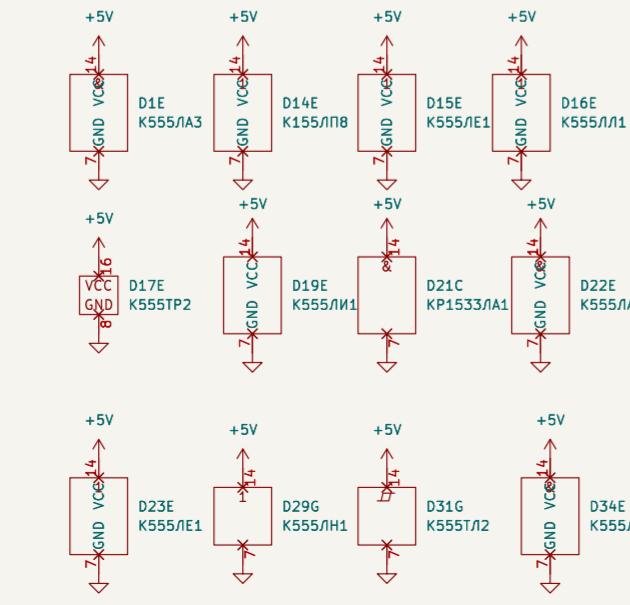 +5V +5V +5V +5V
14 14 14 14
VCC VCC VCC VCC
D1E D14E D15E D16E
К555ЛА3 К155ЛП8 К555ЛЕ1 К555ЛЛ1
GND GND GND GND
7 7 7 7
+5V +5V +5V +5V
16 14 14 14
VCC VCC & VCC
D17E D19E D21C D22E
К555ТР2 К555ЛИ1 КР1533ЛА1 К555Л
GND GND GND
8 7 7 7
+5V +5V +5V +5V
14 14 14 14
VCC 1 VCC
D23E D29G D31G D34E
К555ЛЕ1 К555ЛН1 К555ТЛ2 К555
GND GND
7 7 7 7